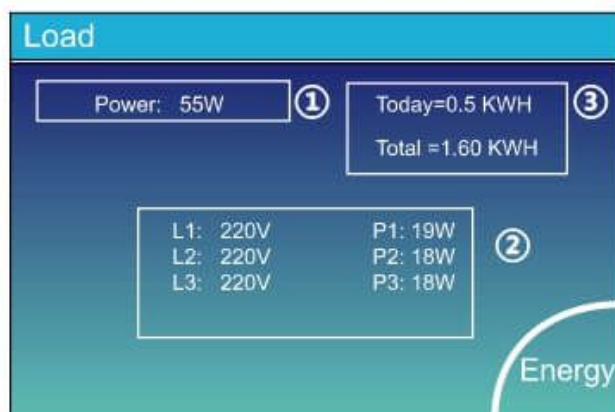 Load
Power: 55W ①
Today=0.5 KWH ③
Total =1.60 KWH
L1: 220V P1: 19W
L2: 220V P2: 18W
L3: 220V P3: 18W
②
Energy